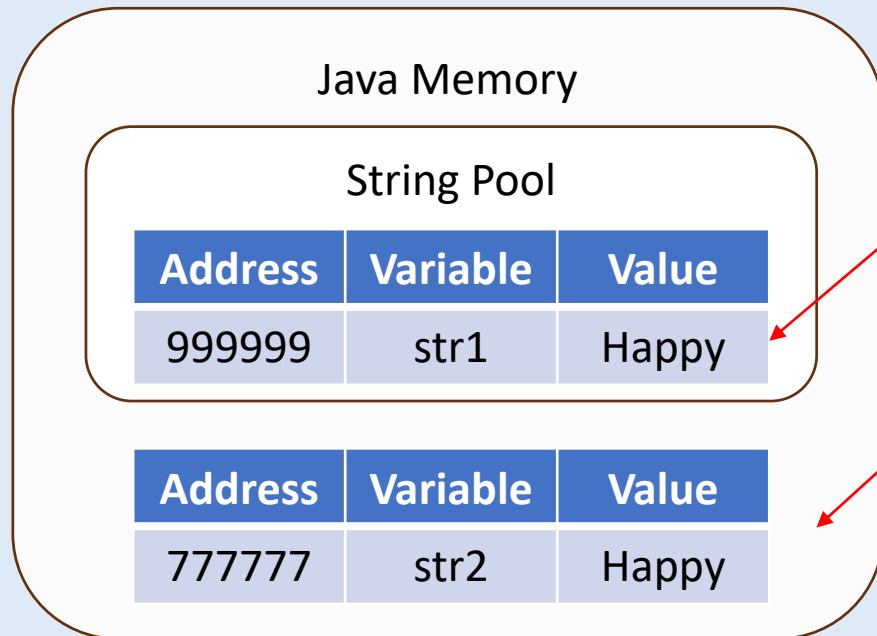 Java Memory
String Pool
Address Variable Value
999999 str1 Happy
Address Variable Value
777777 str2 Happy